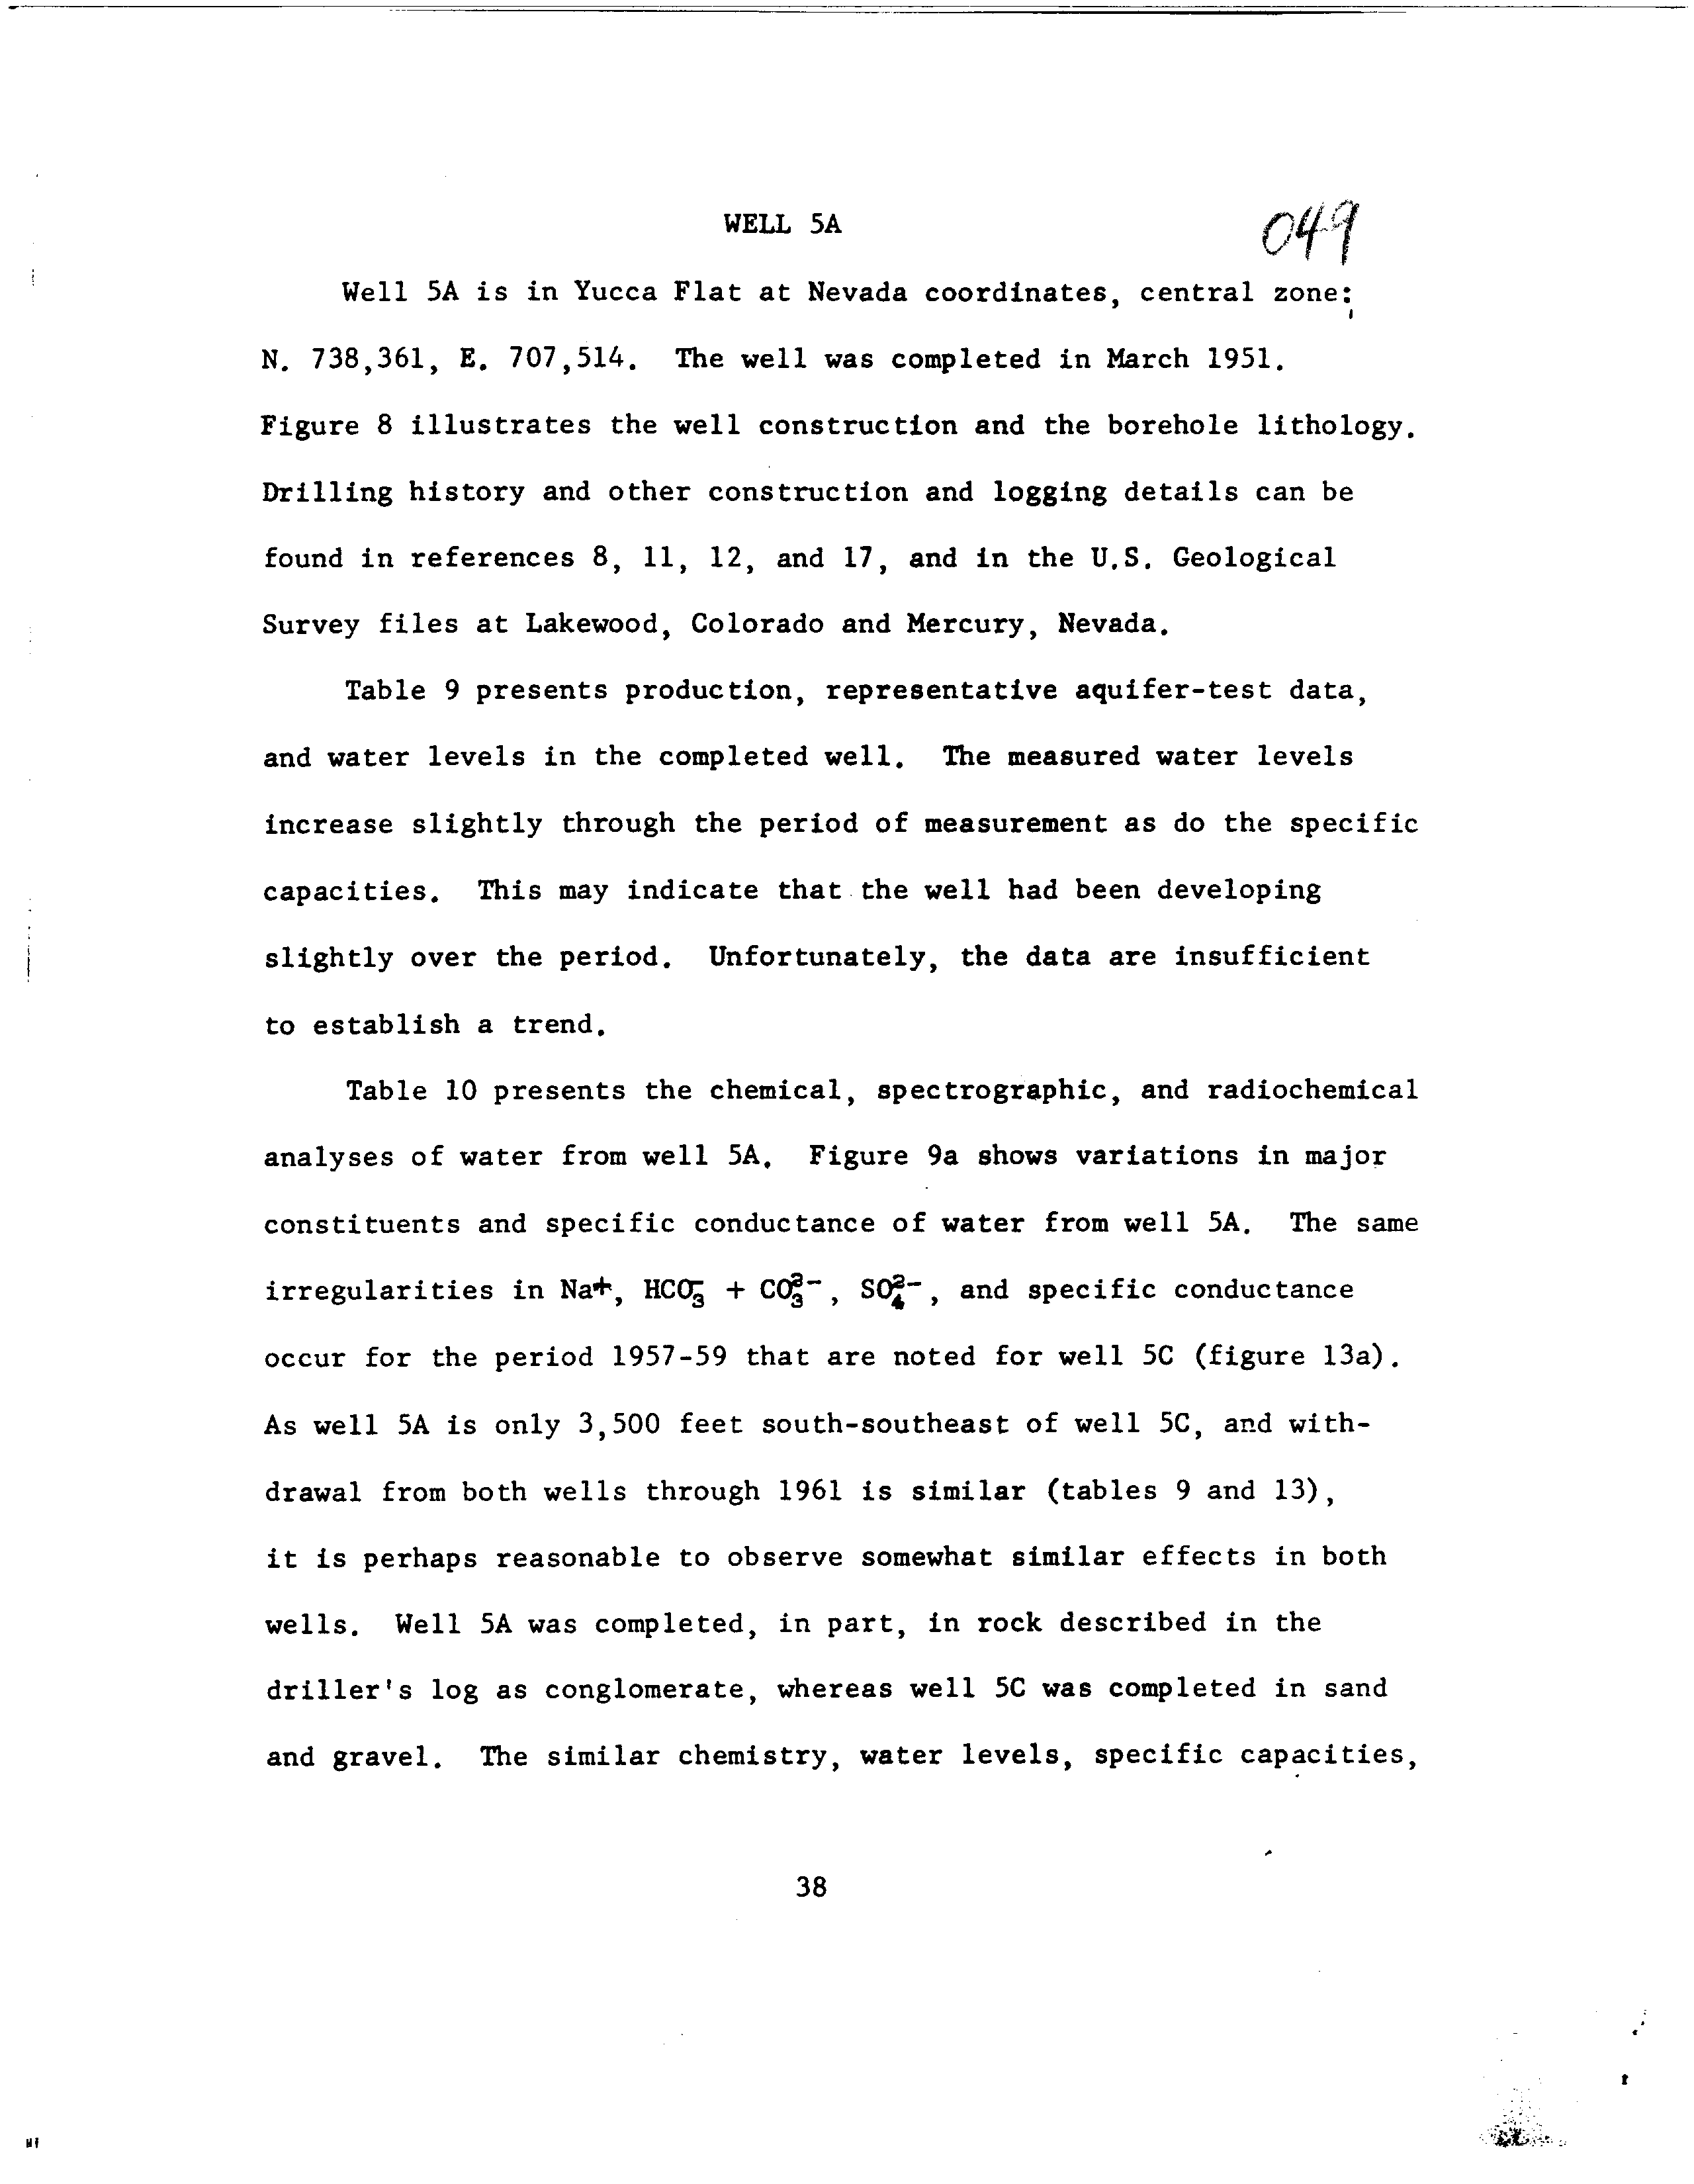 WELL 5A
049
Well 5A is in Yucca Flat at Nevada coordinates, central zone:
N. 738,361, E. 707,514. The well was completed in March 1951.
Figure 8 illustrates the well construction and the borehole lithology.
Drilling history and other construction and logging details can be
found in references 8, 11, 12, and 17, and in the U.S. Geological
Survey files at Lakewood, Colorado and Mercury, Nevada.
Table 9 presents production, representative aquifer-test data,
and water levels in the completed well. The measured water levels
increase slightly through the period of measurement as do the specific
capacities. This may indicate that the well had been developing
slightly over the period. Unfortunately, the data are insufficient
to establish a trend.
Table 10 presents the chemical, spectrographic, and radiochemical
analyses of water from well 5A. Figure 9a shows variations in major
constituents and specific conductance of water from well 5A. The same
irregularities in Na+, HCO₃⁻ + CO₃²⁻, SO₄²⁻, and specific conductance
occur for the period 1957-59 that are noted for well 5C (figure 13a).
As well 5A is only 3,500 feet south-southeast of well 5C, and with-
drawal from both wells through 1961 is similar (tables 9 and 13),
it is perhaps reasonable to observe somewhat similar effects in both
wells. Well 5A was completed, in part, in rock described in the
driller's log as conglomerate, whereas well 5C was completed in sand
and gravel. The similar chemistry, water levels, specific capacities,
38